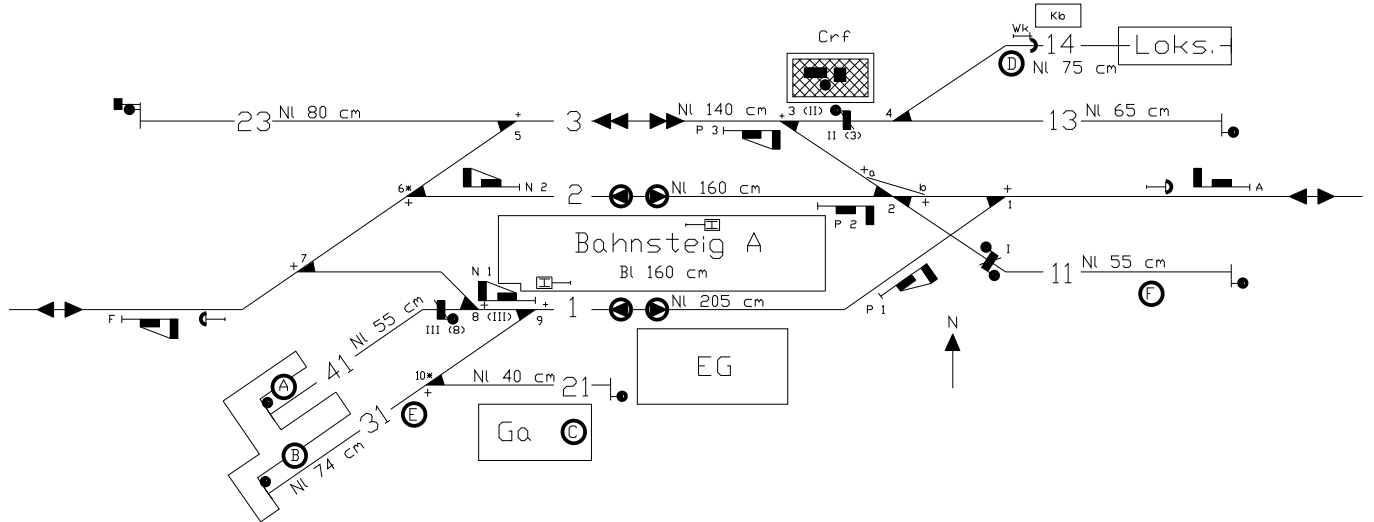 Kb
Wk
Crf
14
Loks.
D
Nl 75 cm
23
Nl 80 cm
3
Nl 140 cm
3 (II)
4
13
Nl 65 cm
+
5
P 3
+
II (3)
6*
+
N 2
2
Nl 160 cm
+a
b
+
2
+
1
A
P 2
H
Bahnsteig A
Bl 160 cm
H
7
+
N 1
I
11
Nl 55 cm
F
F
Nl 55 cm
III (8)
+
8 (III)
+
9
1
Nl 205 cm
P 1
N
41
A
10*
+
Nl 40 cm
21
EG
31
E
Ga
C
B
Nl 74 cm